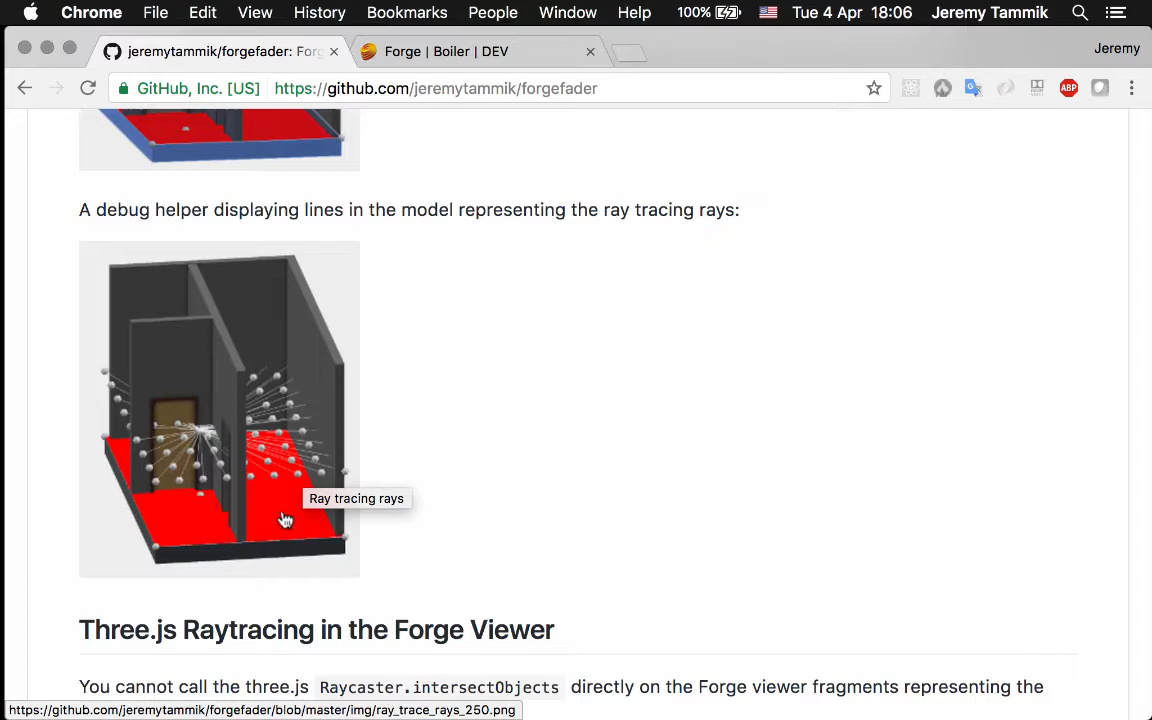 Chrome File Edit View History Bookmarks People Window Help 100% Tue 4 Apr 18:06 Jeremy Tammik
jeremytammik/forgefader: Forg Forge | Boiler | DEV Jeremy
GitHub, Inc. [US] https://github.com/jeremytammik/forgefader ABP
A debug helper displaying lines in the model representing the ray tracing rays:
Ray tracing rays
Three.js Raytracing in the Forge Viewer
You cannot call the three.js Raycaster.intersectObjects directly on the Forge viewer fragments representing the
https://github.com/jeremytammik/forgefader/blob/master/img/ray_trace_rays_250.png